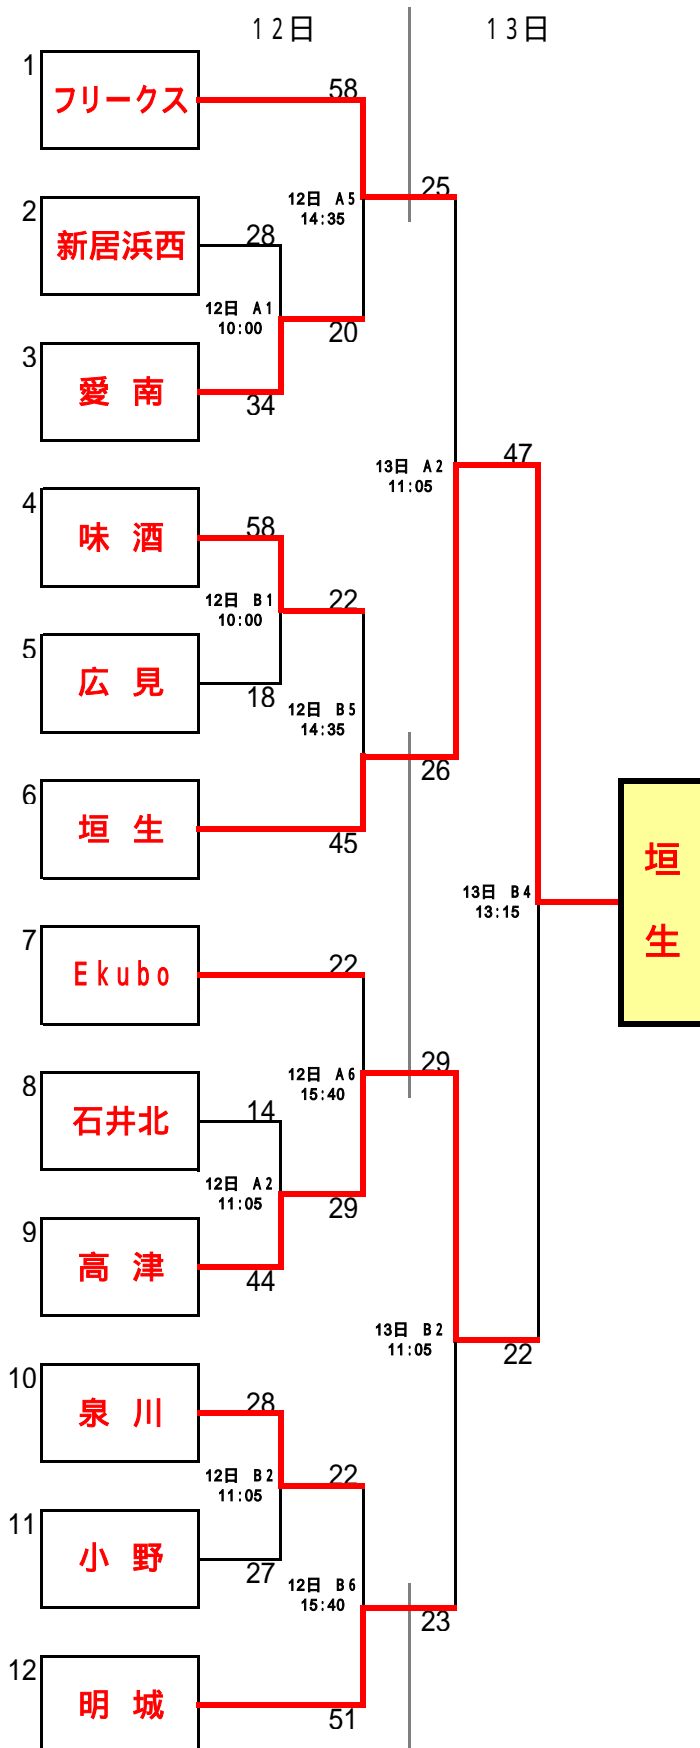 12日 13日
1
フリークス
58
12日 A5
14:35
25
2
新居浜西
28
12日 A1
10:00
20
3
愛南
34
13日 A2
11:05
47
4
味酒
58
12日 B1
10:00
22
5
広見
18
12日 B5
14:35
26
6
垣生
45
13日 B4
13:15
垣生
7
Ekubo
22
12日 A6
15:40
29
8
石井北
14
12日 A2
11:05
29
9
高津
44
13日 B2
11:05
22
10
泉川
28
12日 B2
11:05
22
11
小野
27
12日 B6
15:40
23
12
明城
51